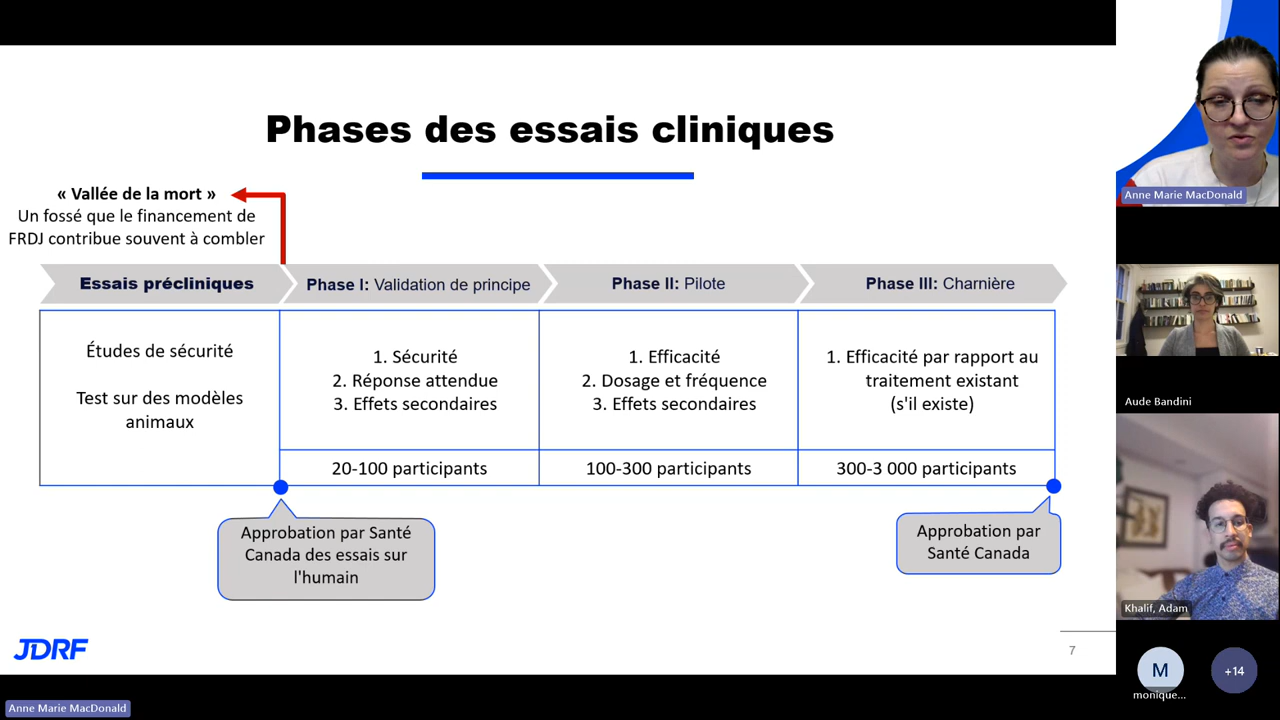 Phases des essais cliniques
« Vallée de la mort »
Un fossé que le financement de
FRDJ contribue souvent à combler
Essais précliniques
Phase I: Validation de principe
Phase II: Pilote
Phase III: Charnière
Études de sécurité
Test sur des modèles
animaux
1. Sécurité
2. Réponse attendue
3. Effets secondaires
1. Efficacité
2. Dosage et fréquence
3. Effets secondaires
1. Efficacité par rapport au
traitement existant
(s'il existe)
20-100 participants
100-300 participants
300-3 000 participants
Approbation par Santé
Canada des essais sur
l'humain
Approbation par
Santé Canada
JDRF
7
Anne Marie MacDonald
Anne Marie MacDonald
Aude Bandini
Khalif, Adam
M
monique...
+14